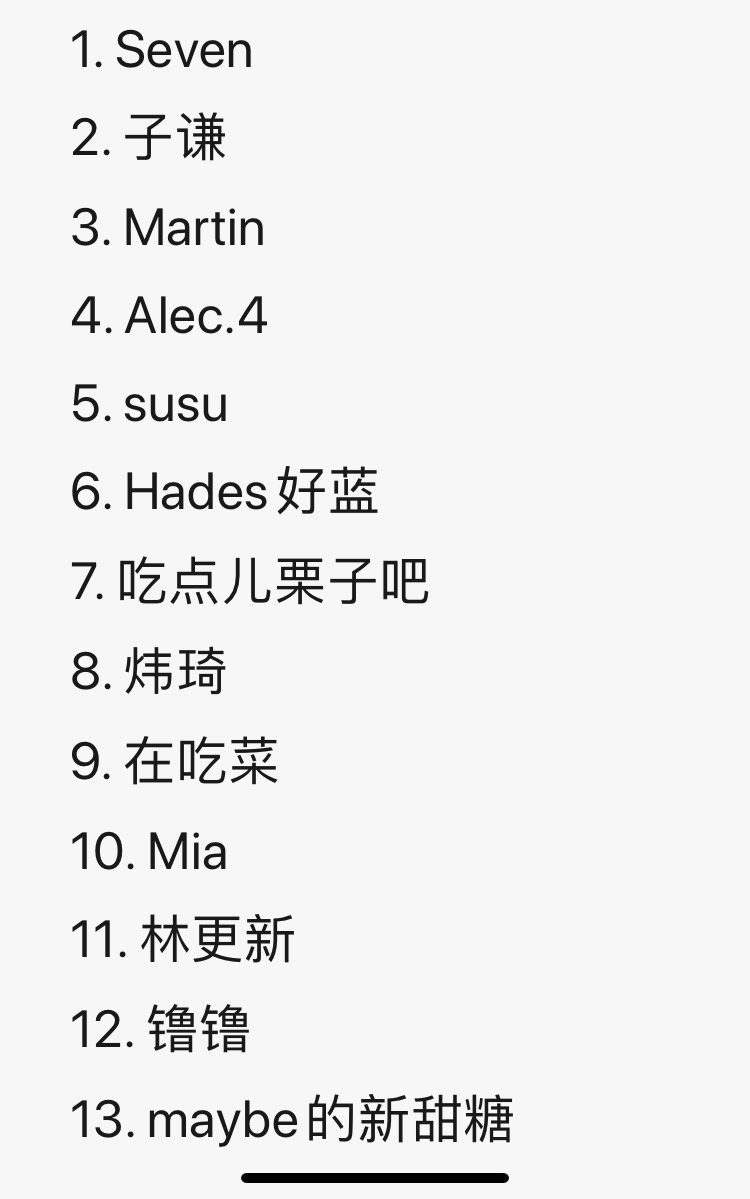 1. Seven
2. 子谦
3. Martin
4. Alec.4
5. susu
6. Hades好蓝
7. 吃点儿栗子吧
8. 炜琦
9. 在吃菜
10. Mia
11. 林更新
12. 镥镥
13. maybe的新甜糖